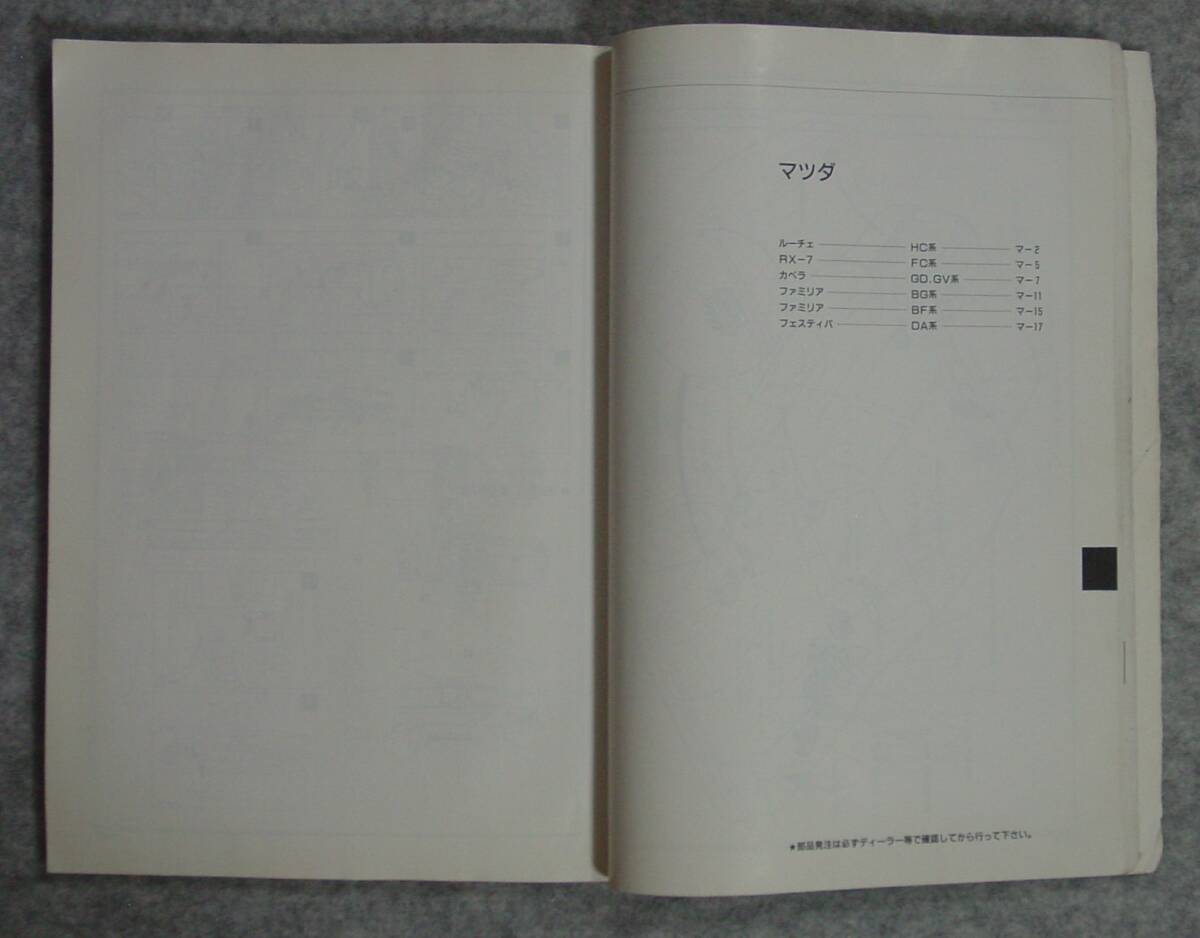 マツダ
ルーチェ HC系 マー2
RX-7 FC系 マー5
カペラ GD.GV系 マー7
ファミリア BG系 マー11
ファミリア BF系 マー15
フェスティバ DA系 マー17
★部品発注は必ずディーラー等で確認してから行って下さい。